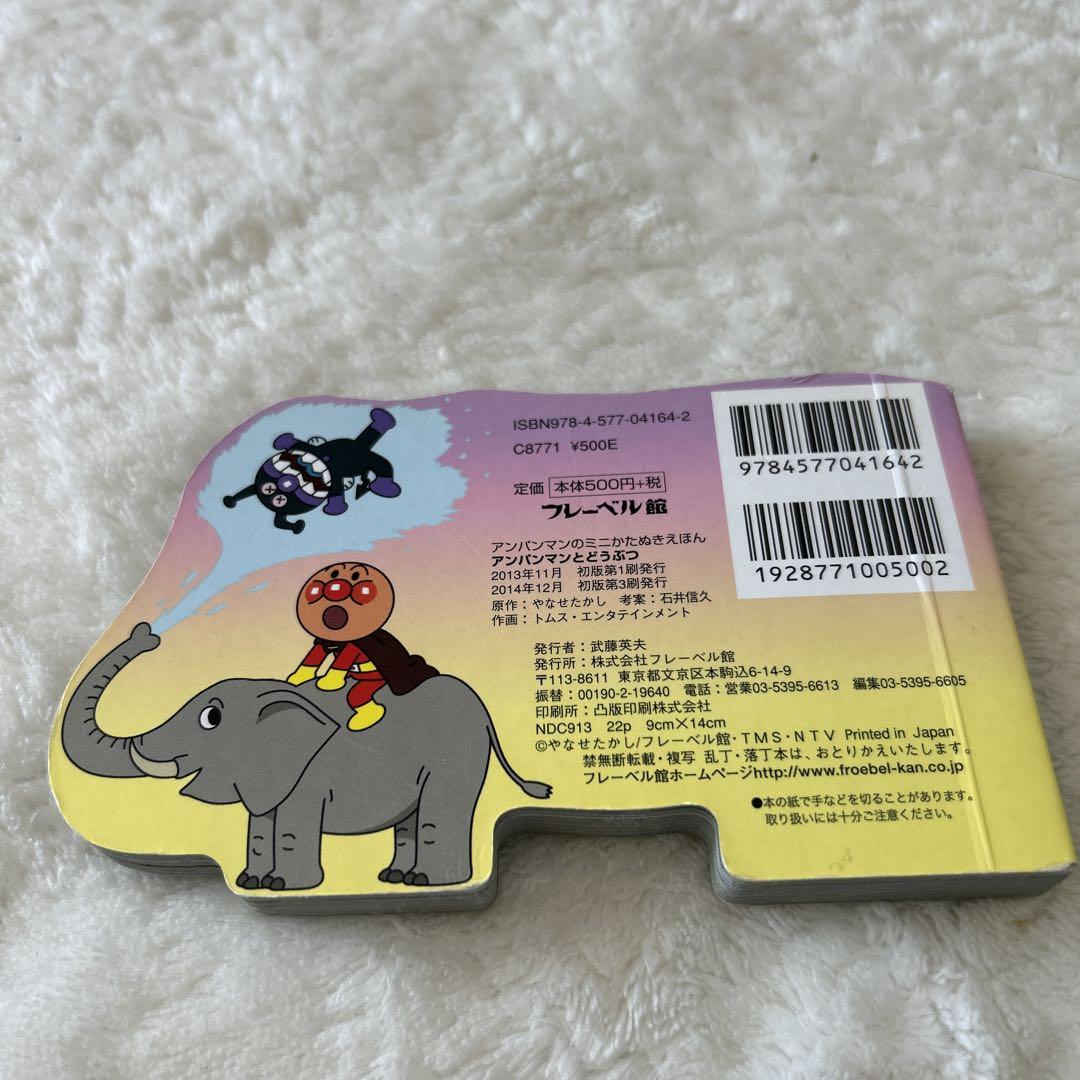 ISBN978-4-577-04164-2
C8771 ¥500E
定価 本体500円+税
フレーベル館
アンパンマンのミニかたぬきえほん
アンパンマンとどうぶつ
2013年11月 初版第1刷発行
2014年12月 初版第3刷発行
原作:やなせたかし 考案:石井信久
作画:トムス・エンタテインメント
発行者:武藤英夫
発行所:株式会社フレーベル館
〒113-8611 東京都文京区本駒込6-14-9
振替:00190-2-19640 電話:営業03-5395-6613 編集03-5395-6605
印刷所:凸版印刷株式会社
NDC913 22p 9cm×14cm
©やなせたかし/フレーベル館・TMS・NTV Printed in Japan
禁無断転載・複写 乱丁・落丁本は、おとりかえいたします。
フレーベル館ホームページhttp://www.froebel-kan.co.jp
●本の紙で手などを切ることがあります。
取り扱いには十分ご注意ください。
9784577041642
1928771005002